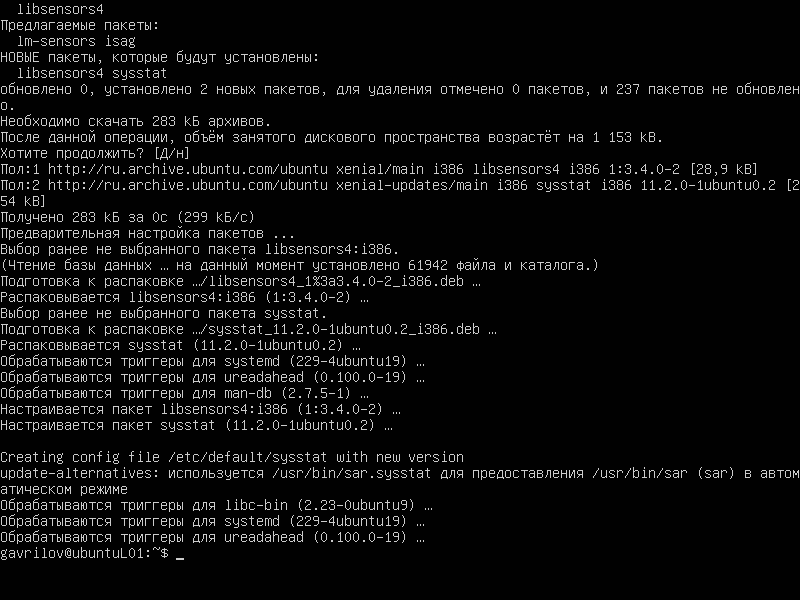 libsensors4
Предлагаемые пакеты:
lm-sensors isag
НОВЫЕ пакеты, которые будут установлены:
libsensors4 sysstat
обновлено 0, установлено 2 новых пакетов, для удаления отмечено 0 пакетов, и 237 пакетов не обновлен
о.
Необходимо скачать 283 kБ архивов.
После данной операции, объём занятого дискового пространства возрастёт на 1 153 kB.
Хотите продолжить? [Д/н]
Пол:1 http://ru.archive.ubuntu.com/ubuntu xenial/main i386 libsensors4 i386 1:3.4.0-2 [28,9 kB]
Пол:2 http://ru.archive.ubuntu.com/ubuntu xenial-updates/main i386 sysstat i386 11.2.0-1ubuntu0.2 [2
54 kB]
Получено 283 kБ за 0с (299 kБ/c)
Предварительная настройка пакетов ...
Выбор ранее не выбранного пакета libsensors4:i386.
(Чтение базы данных … на данный момент установлено 61942 файла и каталога.)
Подготовка к распаковке …/libsensors4_1%3a3.4.0-2_i386.deb …
Распаковывается libsensors4:i386 (1:3.4.0-2) …
Выбор ранее не выбранного пакета sysstat.
Подготовка к распаковке …/sysstat_11.2.0-1ubuntu0.2_i386.deb …
Распаковывается sysstat (11.2.0-1ubuntu0.2) …
Обрабатываются триггеры для systemd (229-4ubuntu19) …
Обрабатываются триггеры для ureadahead (0.100.0-19) …
Обрабатываются триггеры для man-db (2.7.5-1) …
Настраивается пакет libsensors4:i386 (1:3.4.0-2) …
Настраивается пакет sysstat (11.2.0-1ubuntu0.2) …

Creating config file /etc/default/sysstat with new version
update-alternatives: используется /usr/bin/sar.sysstat для предоставления /usr/bin/sar (sar) в автом
атическом режиме
Обрабатываются триггеры для libc-bin (2.23-0ubuntu9) …
Обрабатываются триггеры для systemd (229-4ubuntu19) …
Обрабатываются триггеры для ureadahead (0.100.0-19) …
gavrilov@ubuntuL01:~$ _